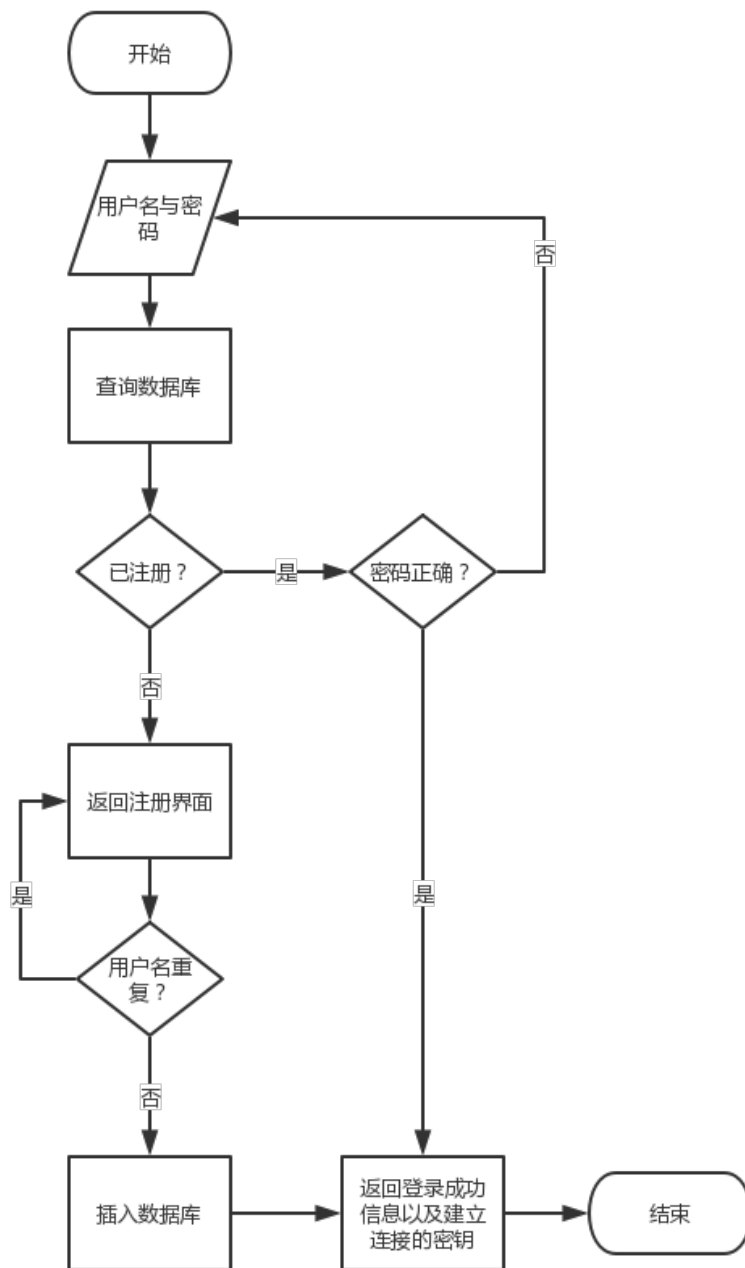 开始
用户名与密
码
否
查询数据库
已注册？
是
密码正确？
否
返回注册界面
是
是
用户名重
复？
否
插入数据库
返回登录成功
信息以及建立
连接的密钥
结束